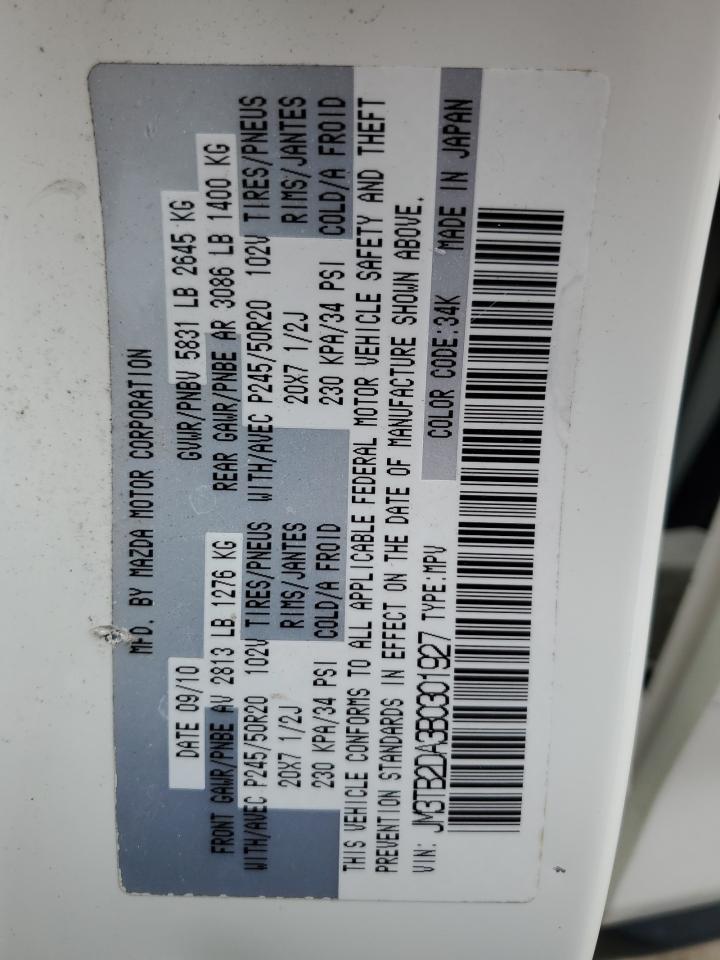 MFD. BY MAZDA MOTOR CORPORATION
DATE 09/10 GVWR/PNBV 5831 LB 2645 KG
FRONT GAWR/PNBE AV 2813 LB 1276 KG REAR GAWR/PNBE AR 3086 LB 1400 KG
WITH/AVEC P245/50R20 102V TIRES/PNEUS WITH/AVEC P245/50R20 102V TIRES/PNEUS
20X7 1/2J RIMS/JANTES 20X7 1/2J RIMS/JANTES
230 KPA/34 PSI COLD/A FROID 230 KPA/34 PSI COLD/A FROID
THIS VEHICLE CONFORMS TO ALL APPLICABLE FEDERAL MOTOR VEHICLE SAFETY AND THEFT
PREVENTION STANDARDS IN EFFECT ON THE DATE OF MANUFACTURE SHOWN ABOVE.
VIN: JM3TB2DA3B0301927 TYPE:MPV COLOR CODE:34K MADE IN JAPAN